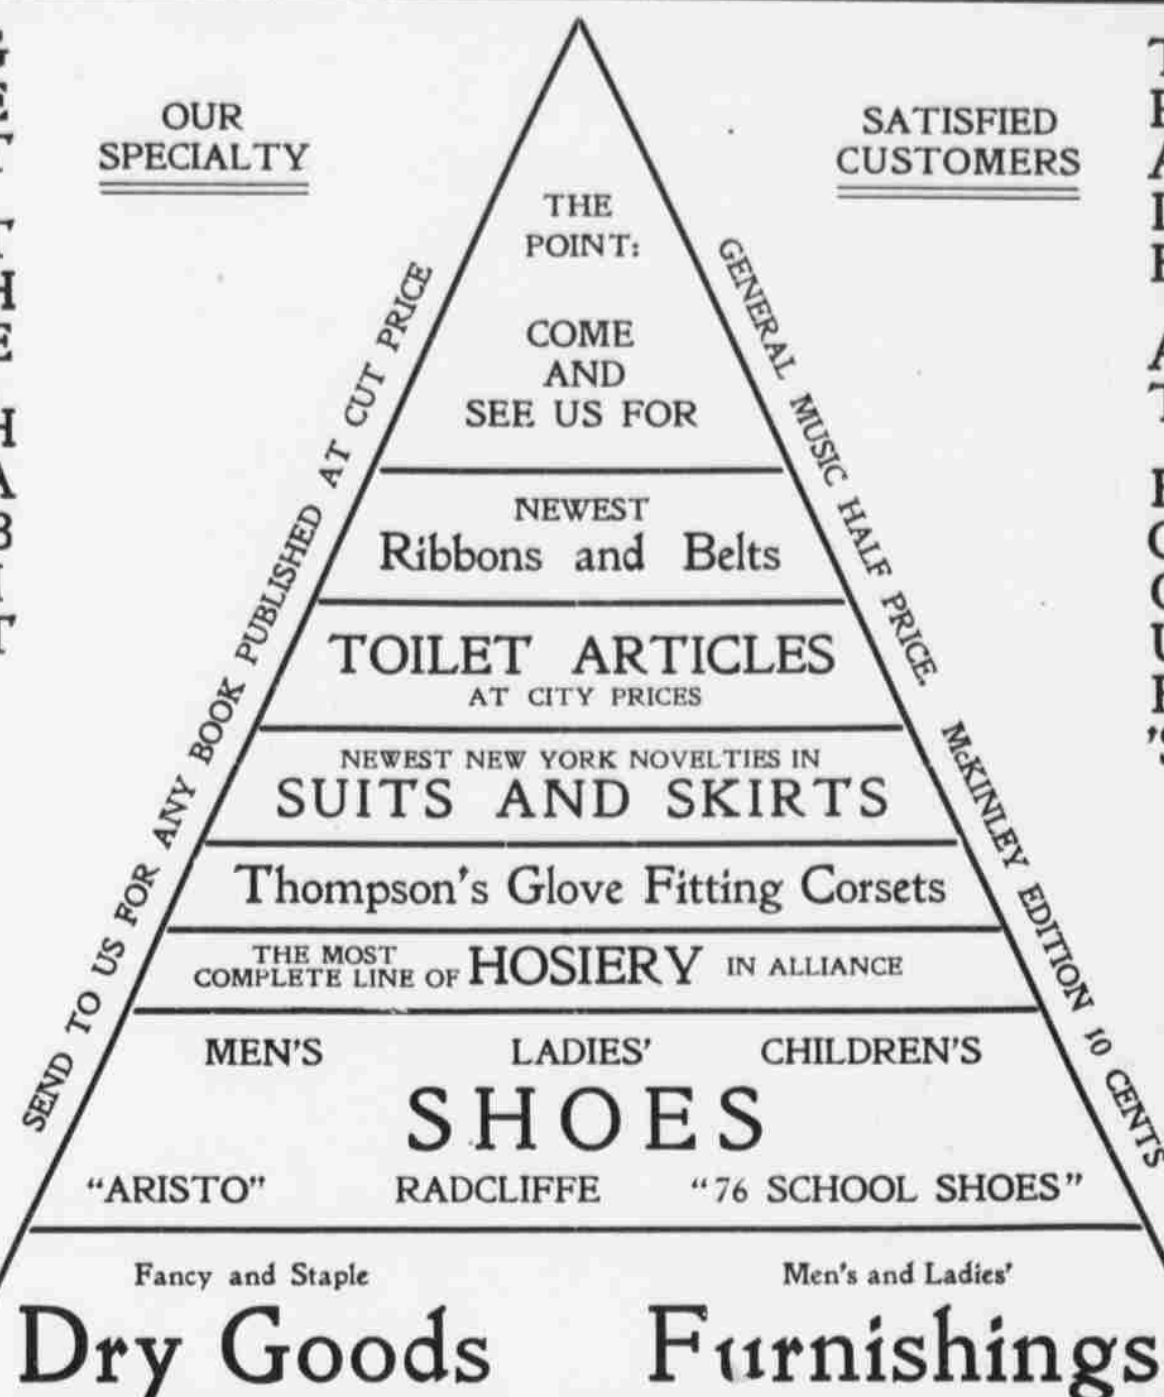 OUR
SPECIALTY
SATISFIED
CUSTOMERS
THE
POINT:
COME
AND
SEE US FOR
NEWEST
Ribbons and Belts
TOILET ARTICLES
AT CITY PRICES
NEWEST NEW YORK NOVELTIES IN
SUITS AND SKIRTS
Thompson's Glove Fitting Corsets
THE MOST
COMPLETE LINE OF HOSIERY IN ALLIANCE
MEN'S LADIES' CHILDREN'S
SHOES
"ARISTO" RADCLIFFE "76 SCHOOL SHOES"
Fancy and Staple Men's and Ladies'
Dry Goods Furnishings
SEND TO US FOR ANY BOOK PUBLISHED AT CUT PRICE
GENERAL MUSIC HALF PRICE. McKINLEY EDITION 10 CENTS